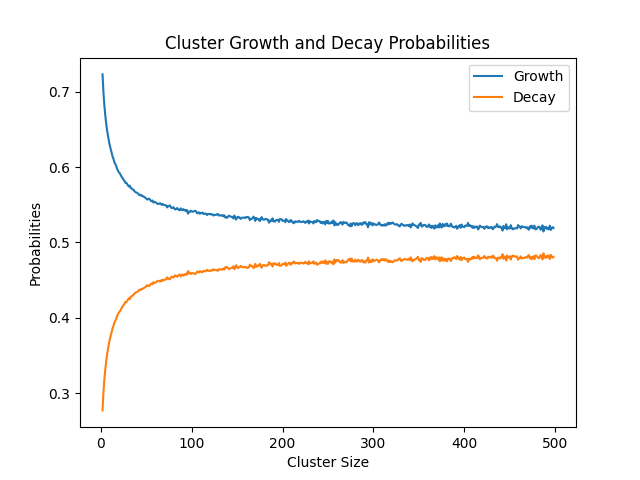 Cluster Growth and Decay Probabilities
Growth
Decay
Probabilities
0.7
0.6
0.5
0.4
0.3
0 100 200 300 400 500
Cluster Size